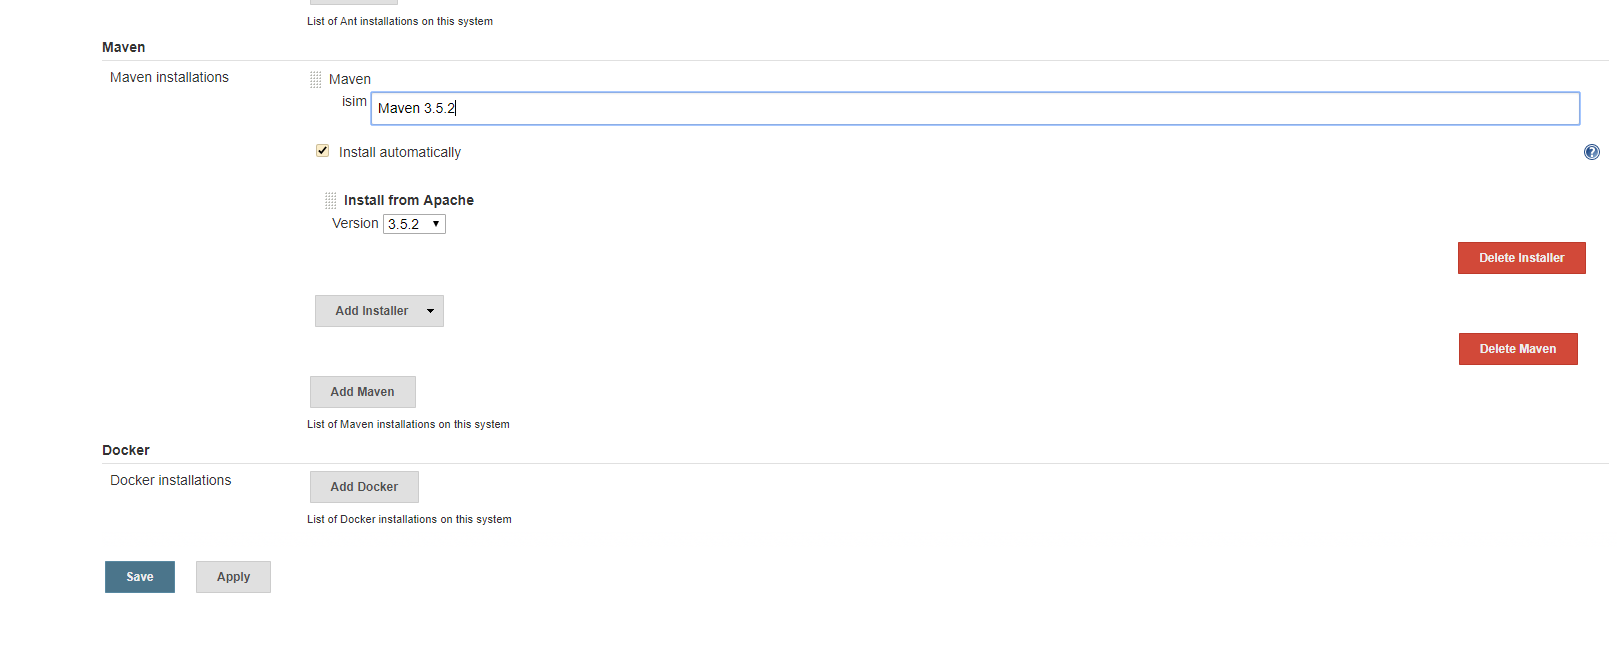 List of Ant installations on this system
Maven
Maven installations
Maven
isim
Maven 3.5.2
Install automatically
Install from Apache
Version 3.5.2
Delete Installer
Add Installer
Delete Maven
Add Maven
List of Maven installations on this system
Docker
Docker installations
Add Docker
List of Docker installations on this system
Save Apply